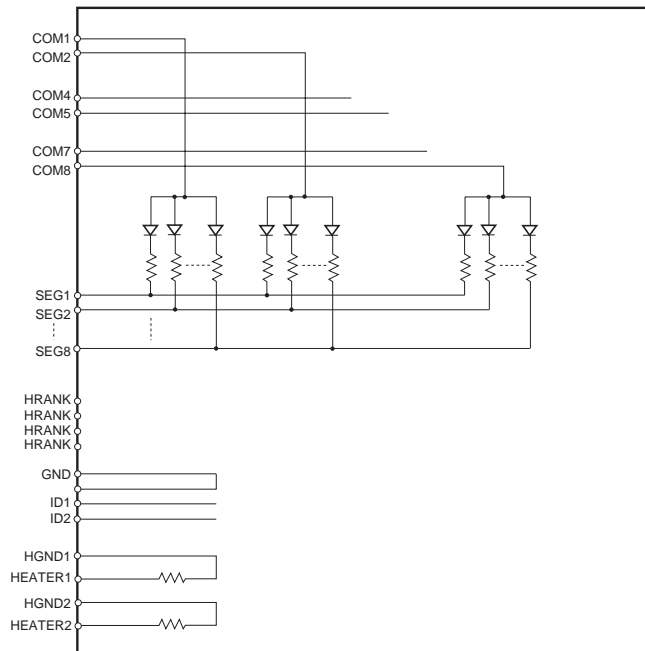 COM1
COM2
COM4
COM5
COM7
COM8
SEG1
SEG2
SEG8
HRANK
HRANK
HRANK
HRANK
GND
ID1
ID2
HGND1
HEATER1
HGND2
HEATER2